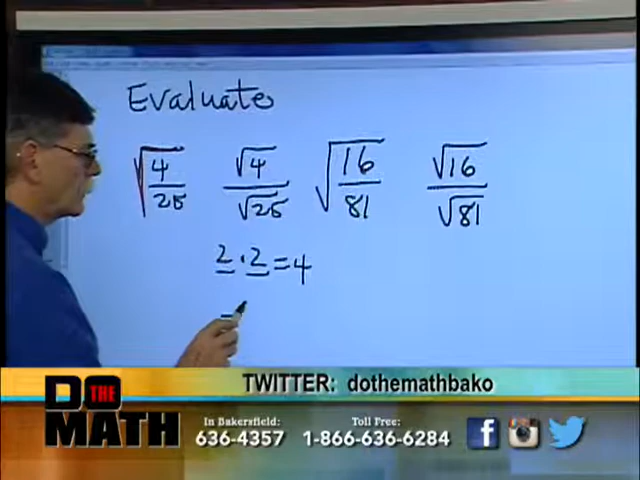 Evaluate
√4/25 √4/√25 √16/81 √16/√81
2·2=4
TWITTER: dothemathbako
DO THE MATH
In Bakersfield: 636-4357
Toll Free: 1-866-636-6284